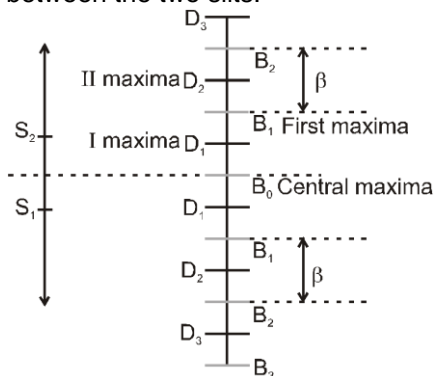 between the two slits.
D₃
B₂
II maxima D₂
β
B₁ First maxima
S₂
I maxima D₁
B₀ Central maxima
S₁
D₁
B₁
D₂
β
B₂
D₃
B₃